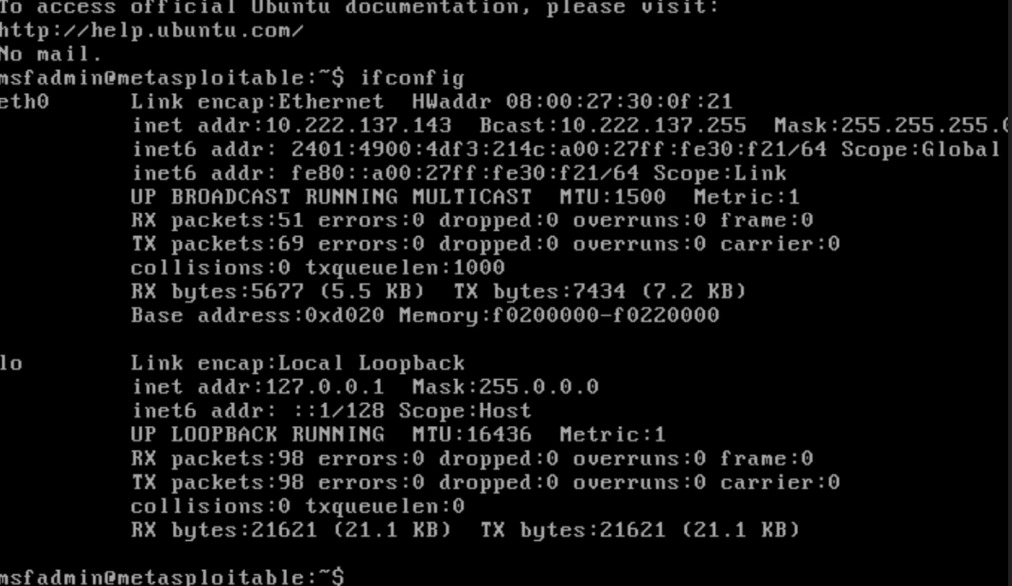 To access official Ubuntu documentation, please visit:
http://help.ubuntu.com/
No mail.
msfadmin@metasploitable:~$ ifconfig
eth0 Link encap:Ethernet HWaddr 08:00:27:30:0f:21
inet addr:10.222.137.143 Bcast:10.222.137.255 Mask:255.255.255.0
inet6 addr: 2401:4900:4df3:214c:a00:27ff:fe30:f21/64 Scope:Global
inet6 addr: fe80::a00:27ff:fe30:f21/64 Scope:Link
UP BROADCAST RUNNING MULTICAST MTU:1500 Metric:1
RX packets:51 errors:0 dropped:0 overruns:0 frame:0
TX packets:69 errors:0 dropped:0 overruns:0 carrier:0
collisions:0 txqueuelen:1000
RX bytes:5677 (5.5 KB) TX bytes:7434 (7.2 KB)
Base address:0xd020 Memory:f0200000-f0220000
lo Link encap:Local Loopback
inet addr:127.0.0.1 Mask:255.0.0.0
inet6 addr: ::1/128 Scope:Host
UP LOOPBACK RUNNING MTU:16436 Metric:1
RX packets:98 errors:0 dropped:0 overruns:0 frame:0
TX packets:98 errors:0 dropped:0 overruns:0 carrier:0
collisions:0 txqueuelen:0
RX bytes:21621 (21.1 KB) TX bytes:21621 (21.1 KB)
msfadmin@metasploitable:~$